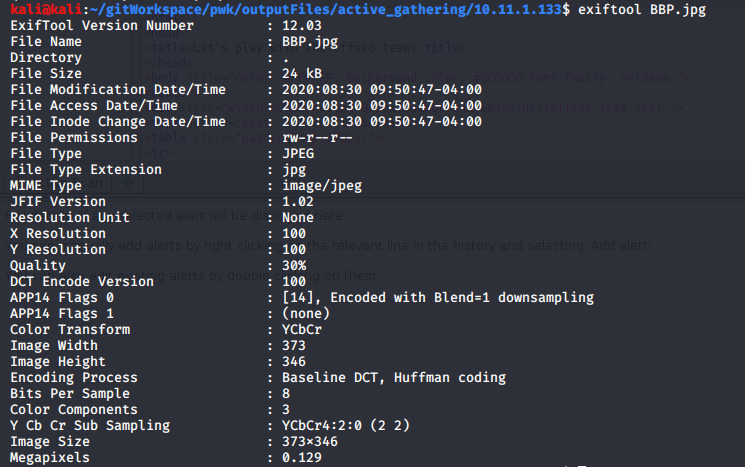 kali@kali:~/gitWorkspace/pwk/outputFiles/active_gathering/10.11.1.133$ exiftool BBP.jpg
ExifTool Version Number : 12.03
File Name : BBP.jpg
Directory : .
File Size : 24 kB
File Modification Date/Time : 2020:08:30 09:50:47-04:00
File Access Date/Time : 2020:08:30 09:50:47-04:00
File Inode Change Date/Time : 2020:08:30 09:50:47-04:00
File Permissions : rw-r--r--
File Type : JPEG
File Type Extension : jpg
MIME Type : image/jpeg
JFIF Version : 1.02
Resolution Unit : None
X Resolution : 100
Y Resolution : 100
Quality : 30%
DCT Encode Version : 100
APP14 Flags 0 : [14], Encoded with Blend=1 downsampling
APP14 Flags 1 : (none)
Color Transform : YCbCr
Image Width : 373
Image Height : 346
Encoding Process : Baseline DCT, Huffman coding
Bits Per Sample : 8
Color Components : 3
Y Cb Cr Sub Sampling : YCbCr4:2:0 (2 2)
Image Size : 373×346
Megapixels : 0.129